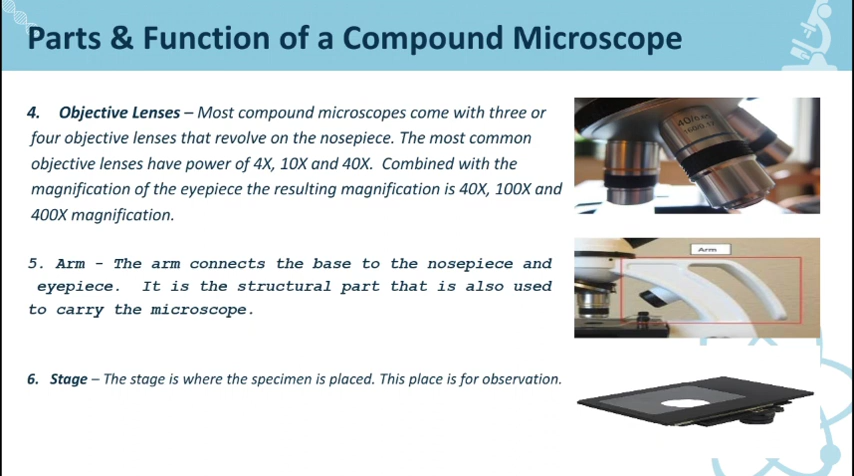 Parts & Function of a Compound Microscope
4. Objective Lenses – Most compound microscopes come with three or
four objective lenses that revolve on the nosepiece. The most common
objective lenses have power of 4X, 10X and 40X. Combined with the
magnification of the eyepiece the resulting magnification is 40X, 100X and
400X magnification.
5. Arm - The arm connects the base to the nosepiece and
eyepiece. It is the structural part that is also used
to carry the microscope.
Arm
6. Stage – The stage is where the specimen is placed. This place is for observation.